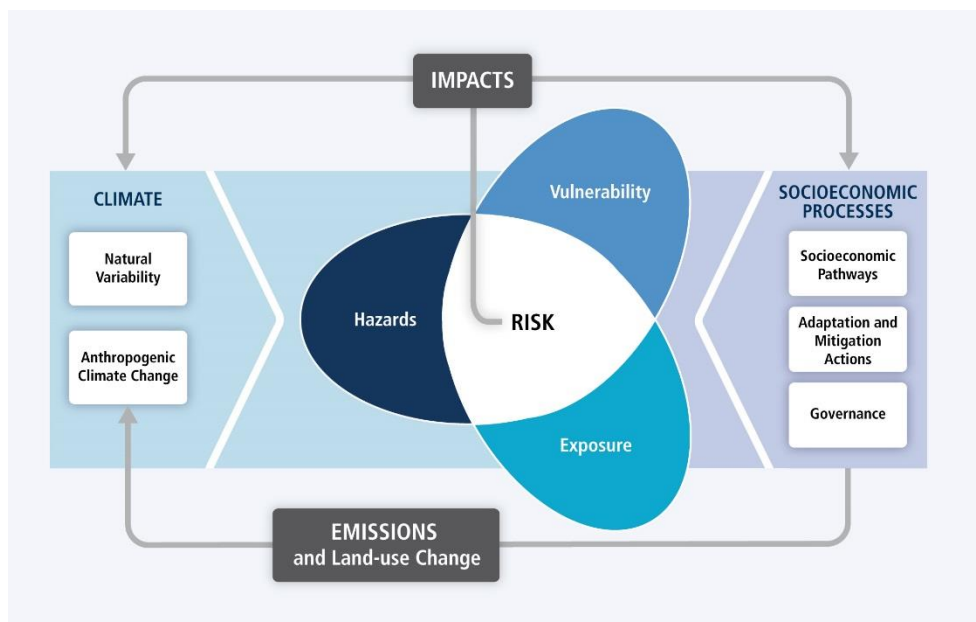 IMPACTS
CLIMATE
Natural
Variability
Anthropogenic
Climate Change
Vulnerability
Hazards
RISK
Exposure
SOCIOECONOMIC
PROCESSES
Socioeconomic
Pathways
Adaptation and
Mitigation
Actions
Governance
EMISSIONS
and Land-use Change